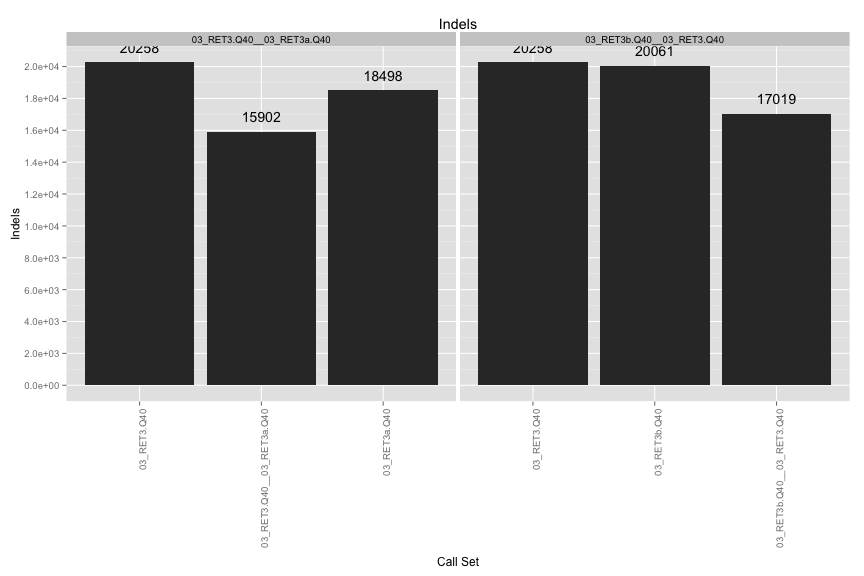 Indels
03_RET3.Q40__03_RET3a.Q40
03_RET3b.Q40__03_RET3.Q40
20258
15902
18498
20258
20061
17019
Indels
2.0e+04
1.8e+04
1.6e+04
1.4e+04
1.2e+04
1.0e+04
8.0e+03
6.0e+03
4.0e+03
2.0e+03
0.0e+00
03_RET3.Q40
03_RET3.Q40__03_RET3a.Q40
03_RET3a.Q40
03_RET3.Q40
03_RET3b.Q40
03_RET3b.Q40__03_RET3.Q40
Call Set